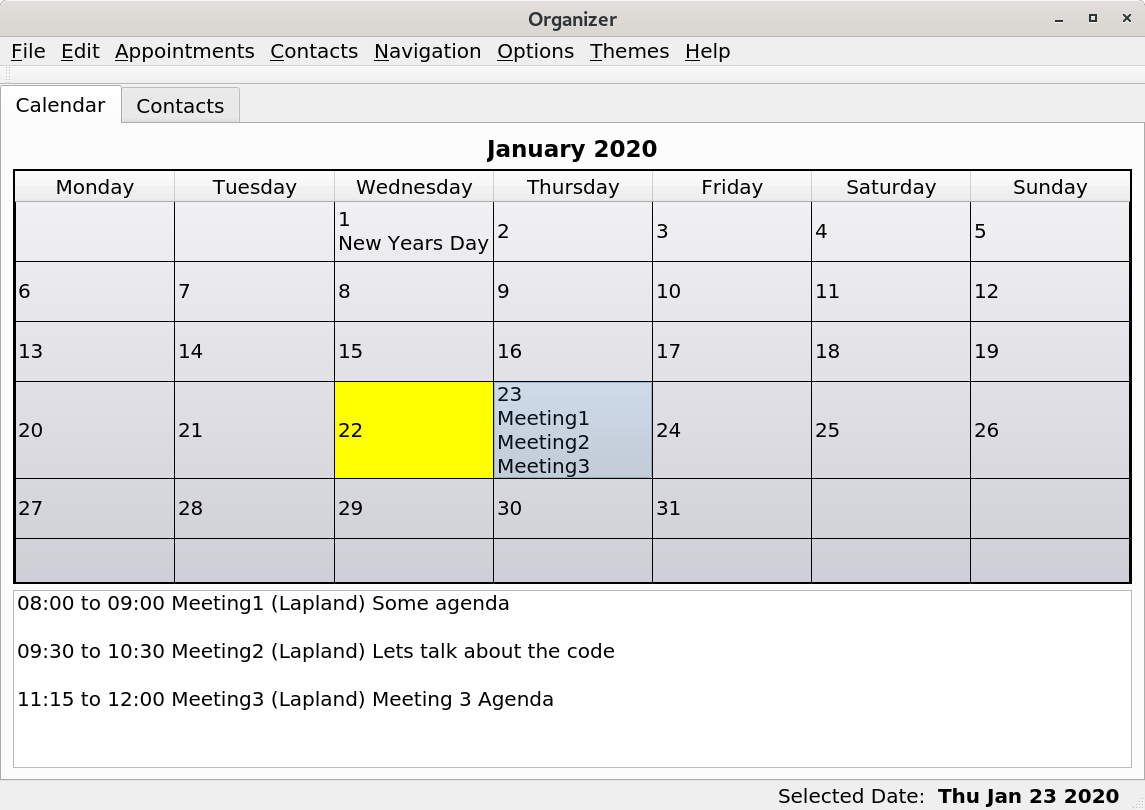 Organizer
File Edit Appointments Contacts Navigation Options Themes Help
Calendar Contacts
January 2020
Monday Tuesday Wednesday Thursday Friday Saturday Sunday
1 2 3 4 5
New Years Day
6 7 8 9 10 11 12
13 14 15 16 17 18 19
20 21 22 23 24 25 26
Meeting1
Meeting2
Meeting3
27 28 29 30 31
08:00 to 09:00 Meeting1 (Lapland) Some agenda
09:30 to 10:30 Meeting2 (Lapland) Lets talk about the code
11:15 to 12:00 Meeting3 (Lapland) Meeting 3 Agenda
Selected Date: Thu Jan 23 2020